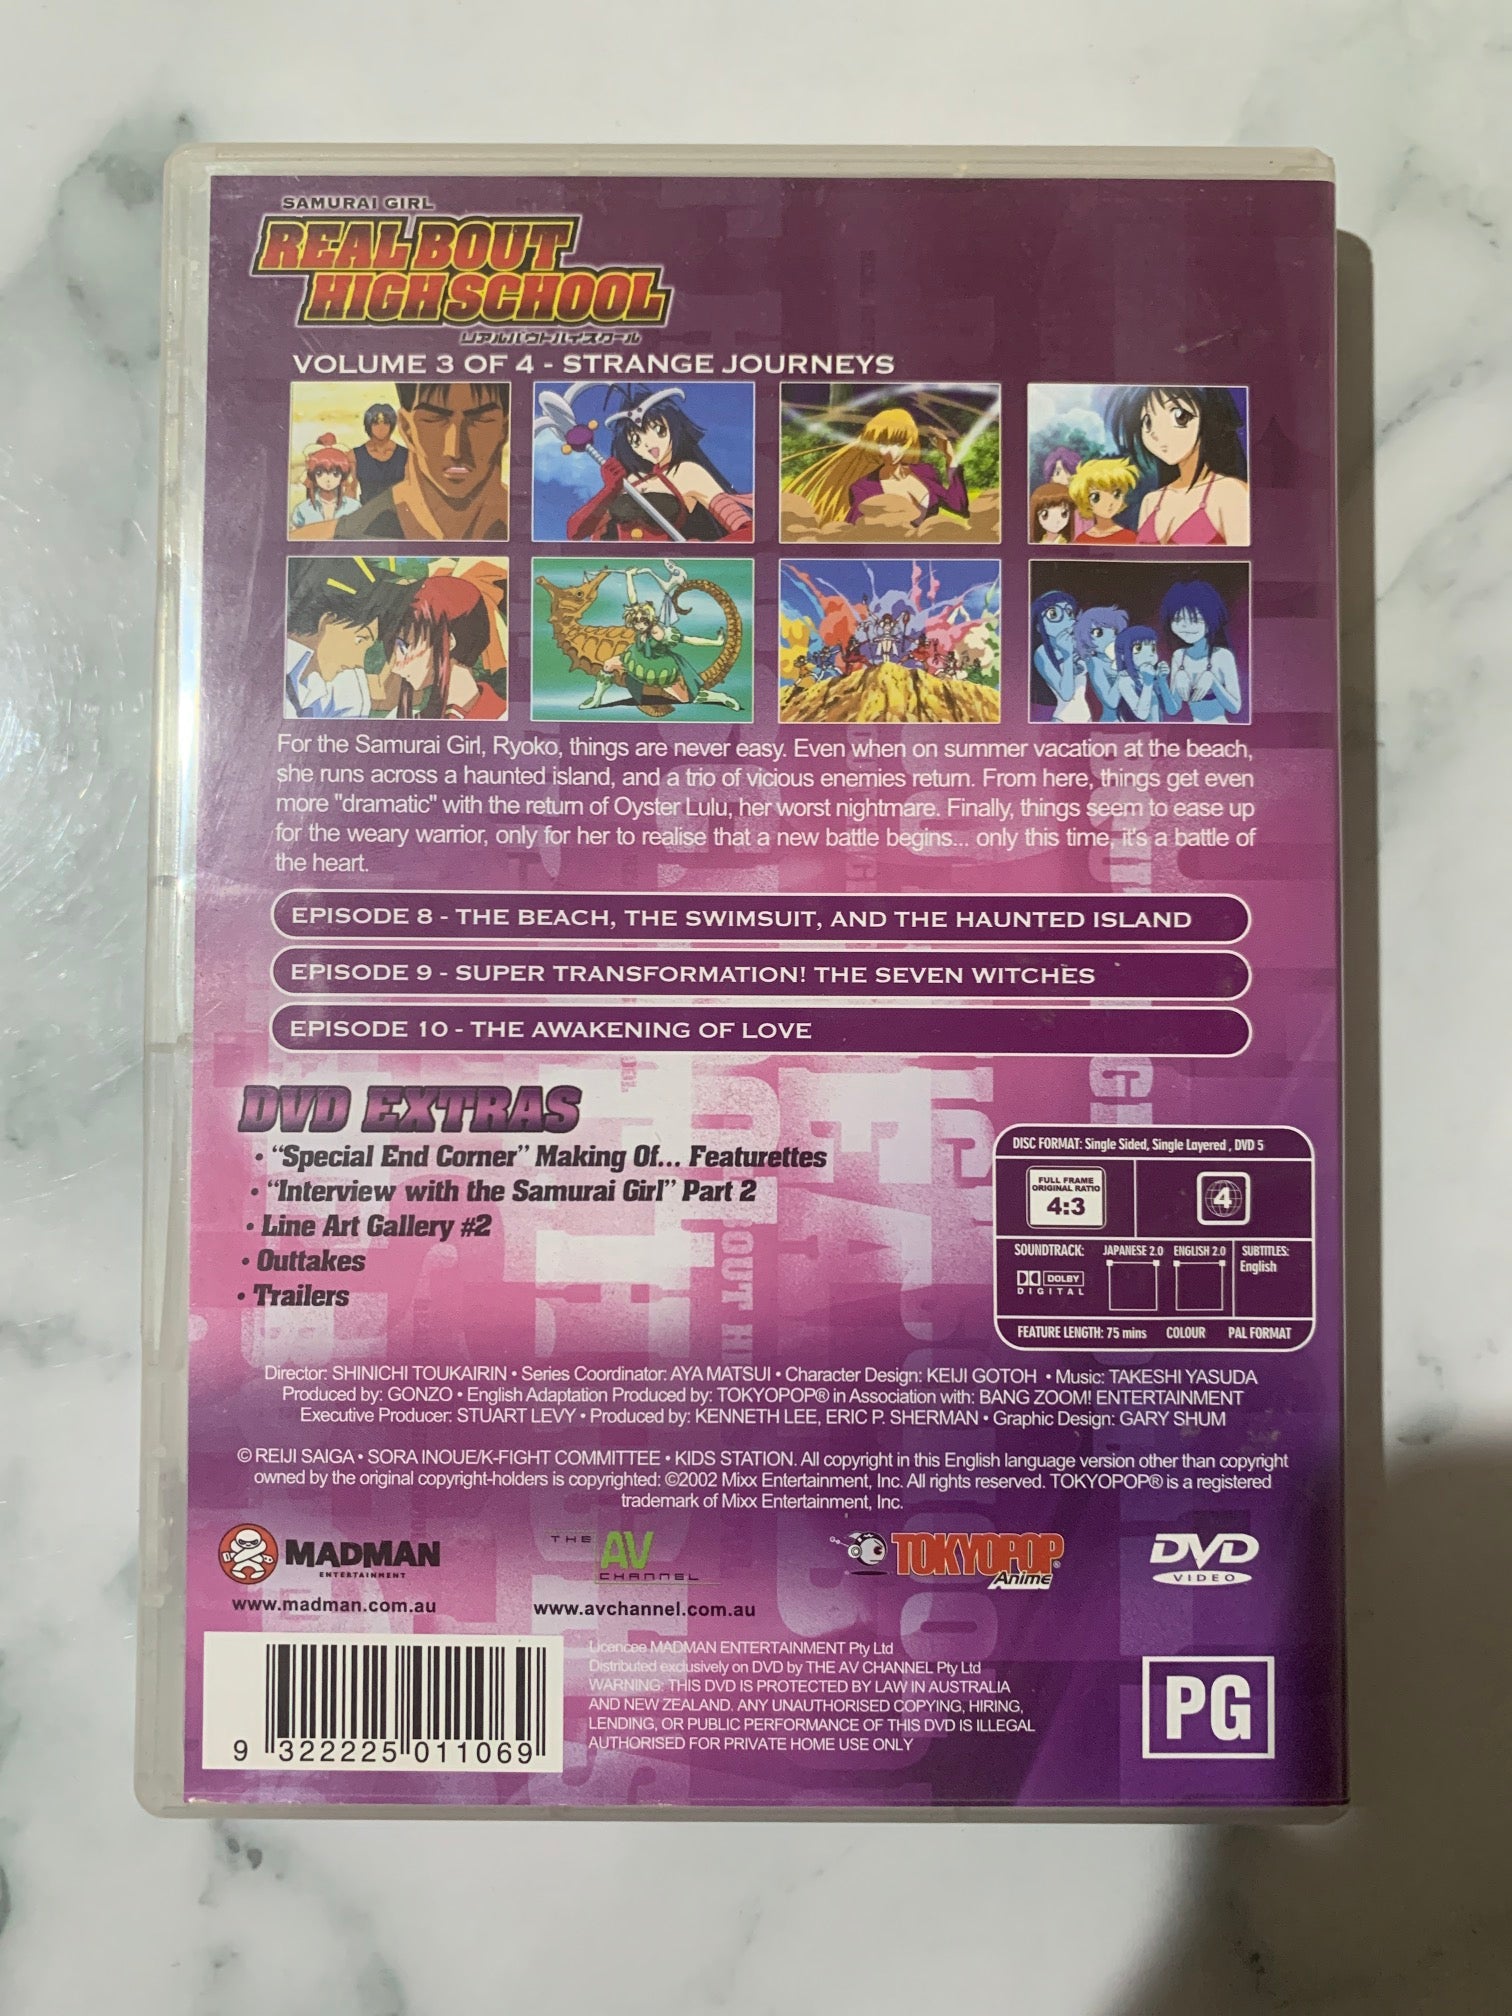 SAMURAI GIRL
REAL BOUT
HIGH SCHOOL
リアルバウトハイスクール
VOLUME 3 OF 4 - STRANGE JOURNEYS
For the Samurai Girl, Ryoko, things are never easy. Even when on summer vacation at the beach,
she runs across a haunted island, and a trio of vicious enemies return. From here, things get even
more "dramatic" with the return of Oyster Lulu, her worst nightmare. Finally, things seem to ease up
for the weary warrior, only for her to realise that a new battle begins... only this time, it's a battle of
the heart.
EPISODE 8 - THE BEACH, THE SWIMSUIT, AND THE HAUNTED ISLAND
EPISODE 9 - SUPER TRANSFORMATION! THE SEVEN WITCHES
EPISODE 10 - THE AWAKENING OF LOVE
DVD EXTRAS
• “Special End Corner” Making Of... Featurettes
• “Interview with the Samurai Girl” Part 2
• Line Art Gallery #2
• Outtakes
• Trailers
DISC FORMAT: Single Sided, Single Layered , DVD 5
FULL FRAME
ORIGINAL RATIO
4:3
4
SOUNDTRACK: JAPANESE 2.0 ENGLISH 2.0 SUBTITLES:
English
DOLBY
DIGITAL
FEATURE LENGTH: 75 mins COLOUR PAL FORMAT
Director: SHINICHI TOUKAIRIN • Series Coordinator: AYA MATSUI • Character Design: KEIJI GOTOH • Music: TAKESHI YASUDA
Produced by: GONZO • English Adaptation Produced by: TOKYOPOP® in Association with: BANG ZOOM! ENTERTAINMENT
Executive Producer: STUART LEVY • Produced by: KENNETH LEE, ERIC P. SHERMAN • Graphic Design: GARY SHUM
© REIJI SAIGA • SORA INOUE/K-FIGHT COMMITTEE • KIDS STATION. All copyright in this English language version other than copyright
owned by the original copyright-holders is copyrighted: ©2002 Mixx Entertainment, Inc. All rights reserved. TOKYOPOP® is a registered
trademark of Mixx Entertainment, Inc.
MADMAN
ENTERTAINMENT
www.madman.com.au
THE
AV
CHANNEL
www.avchannel.com.au
TOKYOPOP®
Anime
DVD
VIDEO
Licencee MADMAN ENTERTAINMENT Pty Ltd
Distributed exclusively on DVD by THE AV CHANNEL Pty Ltd
WARNING: THIS DVD IS PROTECTED BY LAW IN AUSTRALIA
AND NEW ZEALAND. ANY UNAUTHORISED COPYING, HIRING,
LENDING, OR PUBLIC PERFORMANCE OF THIS DVD IS ILLEGAL
AUTHORISED FOR PRIVATE HOME USE ONLY
9 322225 011069
PG